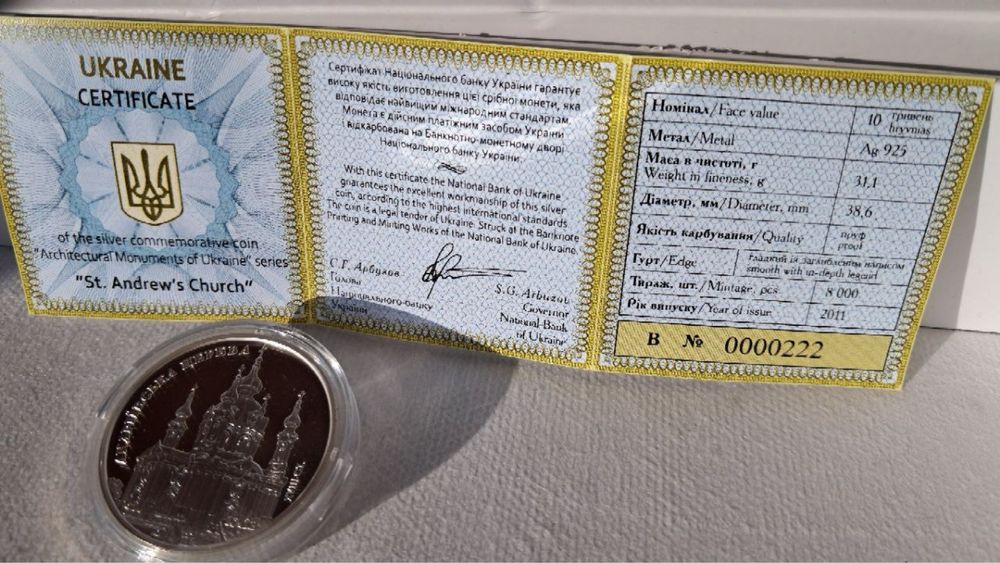 UKRAINE
CERTIFICATE
of the silver commemorative coin
"Architectural Monuments of Ukraine" series
"St. Andrew's Church"
Сертифікат Національного банку України гарантує
високу якість виготовлення цієї срібної монети, яка
відповідає найвищим міжнародним стандартам.
Монета є дійсним платіжним засобом України
і відкарбована на Банкнотно-монетному дворі
Національного банку України.
With this certificate the National Bank of Ukraine
guarantees the excellent workmanship of this silver
coin, according to the highest international standards
The coin is a legal tender of Ukraine. Struck at the Banknote
Printing and Minting Works of the National Bank of Ukraine.
С.Г. Арбузов
Голова
Національного банку
України
S.G. Arbuzov
Governor
National Bank
of Ukraine
Номінал/Face value 10 гривень
hryvnias
Метал/Metal Ag 925
Маса в чистоті, г
Weight in fineness, g 31.1
Діаметр, мм/Diameter, mm 38.6
Якість карбування/Quality пруф
proof
Гурт/Edge гладкий із заглибленим написом
smooth with in-depth legend
Тираж, шт./Mintage, pcs 8 000
Рік випуску/Year of issue 2011
В № 0000222
АНДРІЇВСЬКА ЦЕРКВА
КИЇВ